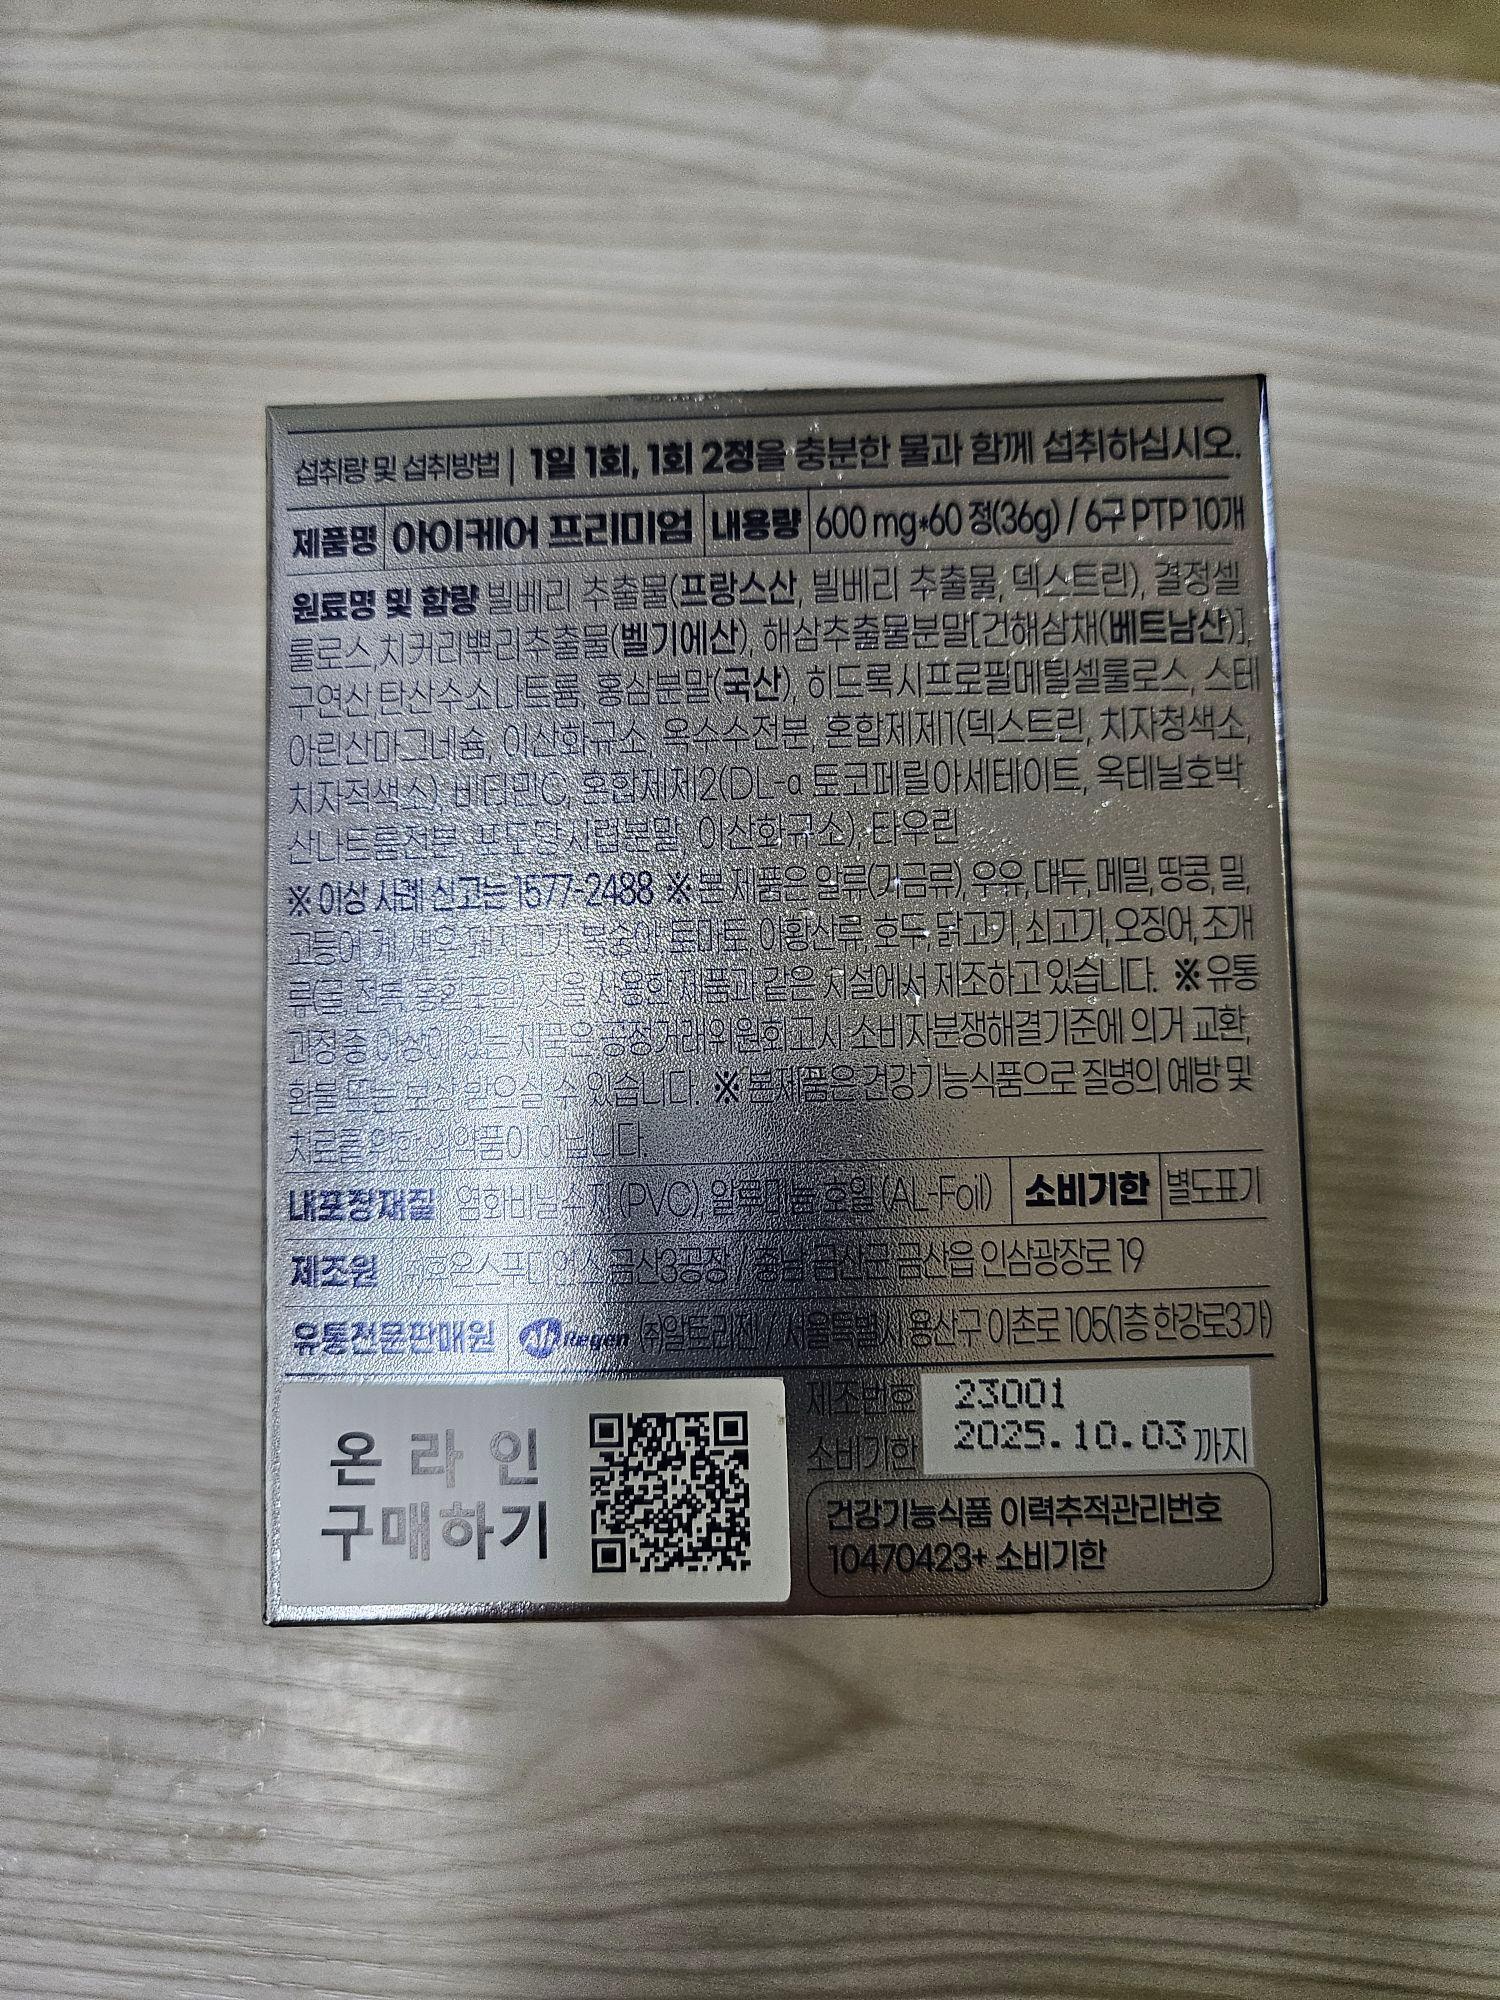 섭취량 및 섭취방법 | 1일 1회, 1회 2정을 충분한 물과 함께 섭취하십시오.
제품명 아이케어 프리미엄 내용량 600 mg*60 정(36g) / 6구 PTP 10개
원료명 및 함량 빌베리 추출물(프랑스산, 빌베리 추출물, 덱스트린), 결정셀
룰로스,치커리뿌리추출물(벨기에산), 해삼추출물분말[건해삼채(베트남산)],
구연산,탄산수소나트륨, 홍삼분말(국산), 히드록시프로필메틸셀룰로스, 스테
아린산마그네슘, 이산화규소, 옥수수전분, 혼합제제1(덱스트린, 치자청색소,
치자적색소), 비타민C, 혼합제제2(DL-α 토코페릴아세테이트, 옥테닐호박
산나트륨전분, 포도당시럽분말, 이산화규소), 타우린
※ 이상 사례 신고는 1577-2488 ※ 본 제품은 알류(가금류), 우유, 대두, 메밀, 땅콩, 밀,
고등어, 게, 새우, 돼지고기, 복숭아, 토마토, 아황산류, 호두, 닭고기, 쇠고기, 오징어, 조개
류(굴, 전복, 홍합포함), 잣을 사용한 제품과 같은 시설에서 제조하고 있습니다. ※ 유통
과정 중 이상이 있는 제품은 공정거래위원회고시 소비자분쟁해결기준에 의거 교환,
환불 또는 보상 받으실 수 있습니다. ※ 본제품은 건강기능식품으로 질병의 예방 및
치료를 위한 의약품이 아닙니다.
내포장재질 염화비닐수지(PVC), 알루미늄 호일(AL-Foil) 소비기한 별도표기
제조원 금산3공장 / 충남 금산군 금산읍 인삼광장로 19
유통전문판매원 Regen (주)알트리젠 서울특별시 용산구 이촌로 105(1층 한강로3가)
온라인
구매하기
제조번호 23001
소비기한 2025.10.03 까지
건강기능식품 이력추적관리번호
10470423+ 소비기한